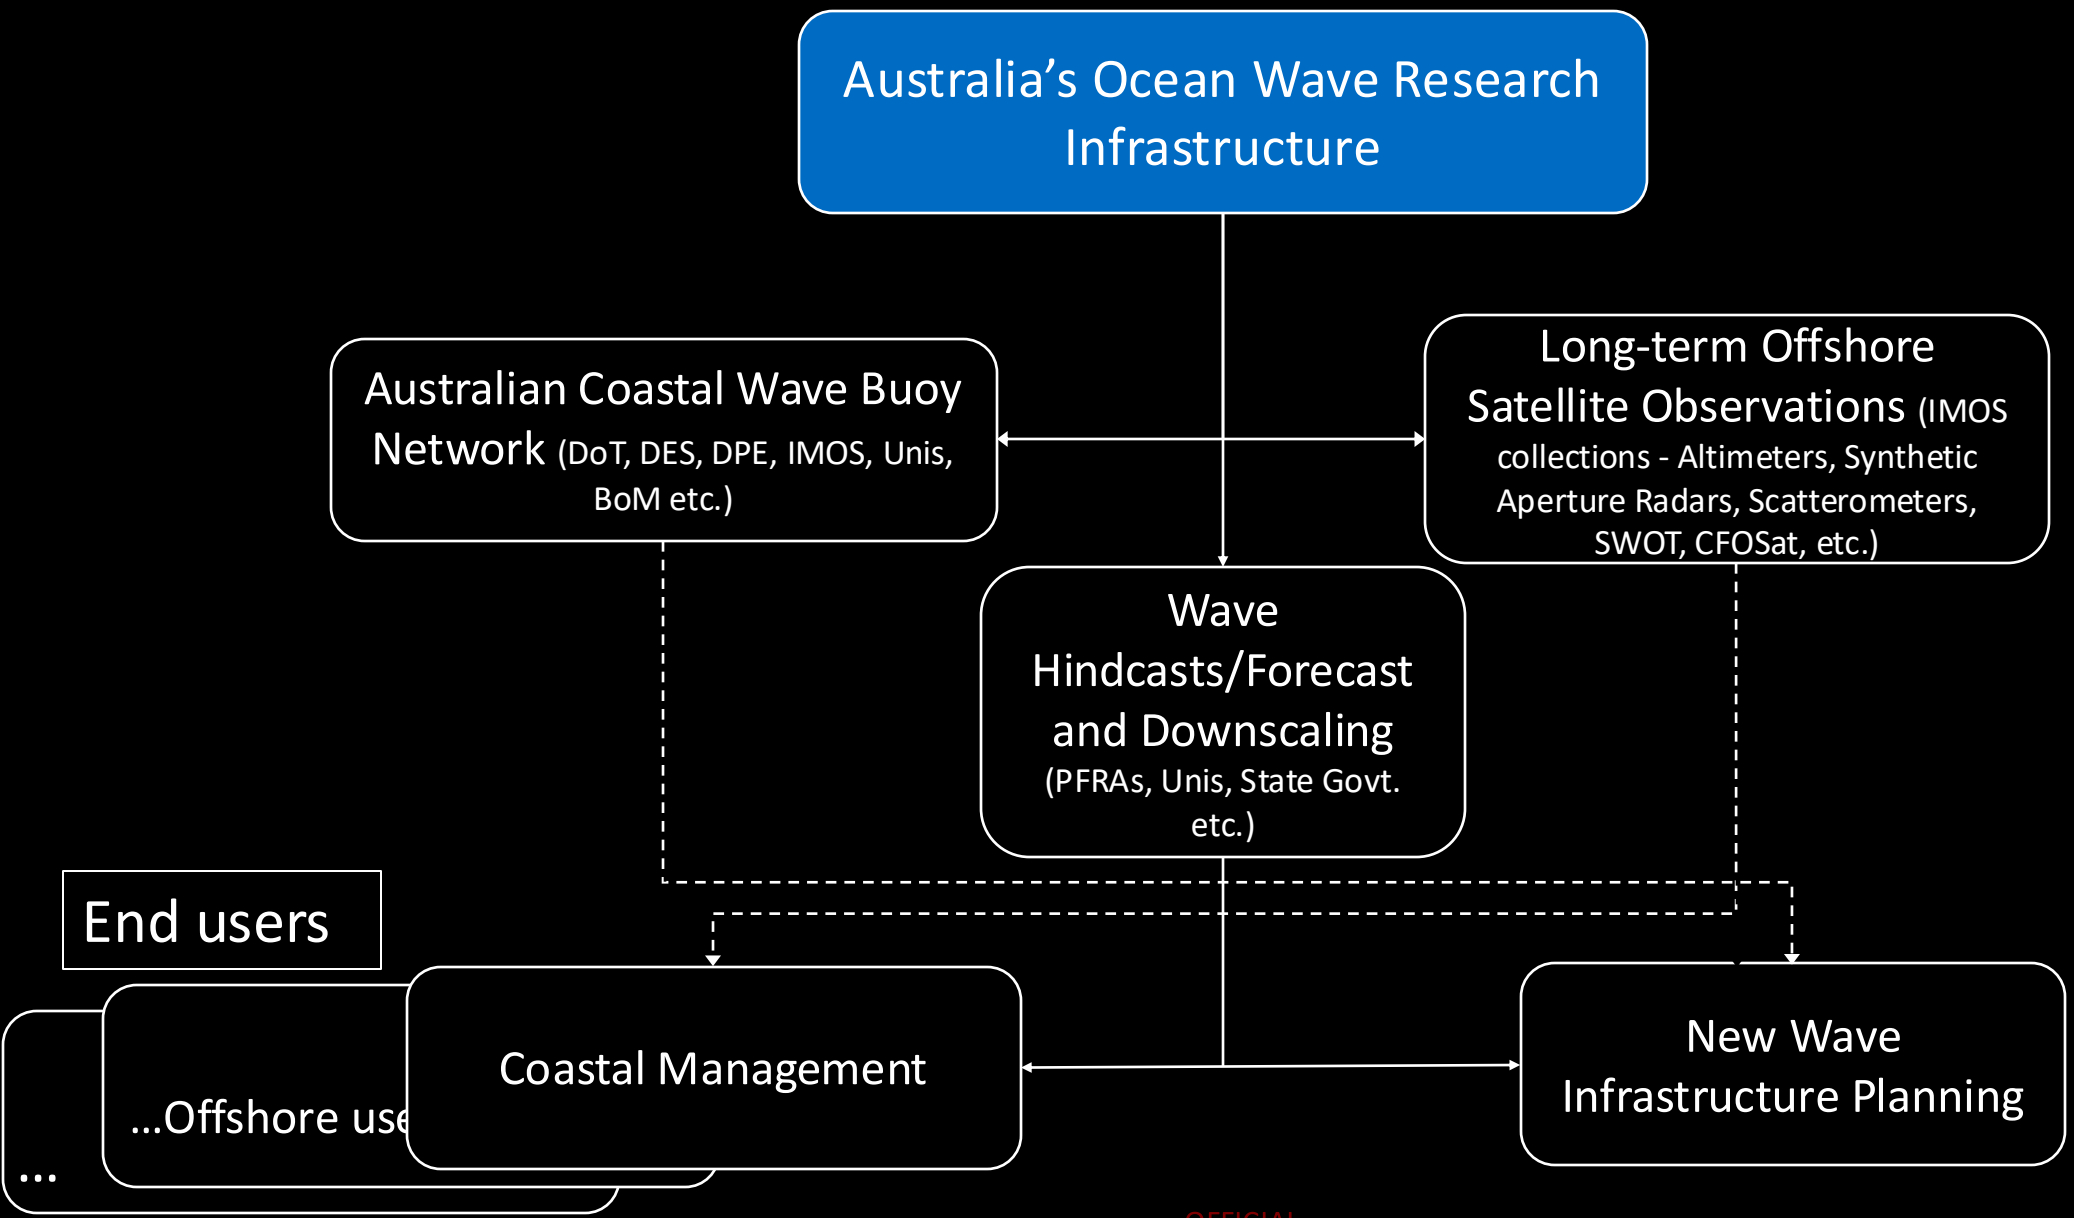 Australia’s Ocean Wave Research
Infrastructure
Australian Coastal Wave Buoy
Network (DoT, DES, DPE, IMOS, Unis,
BoM etc.)
Long-term Offshore
Satellite Observations (IMOS
collections - Altimeters, Synthetic
Aperture Radars, Scatterometers,
SWOT, CFOSat, etc.)
Wave
Hindcasts/Forecast
and Downscaling
(PFRAs, Unis, State Govt.
etc.)
End users
...
...Offshore
Coastal Management
New Wave
Infrastructure Planning
OFFICIAL